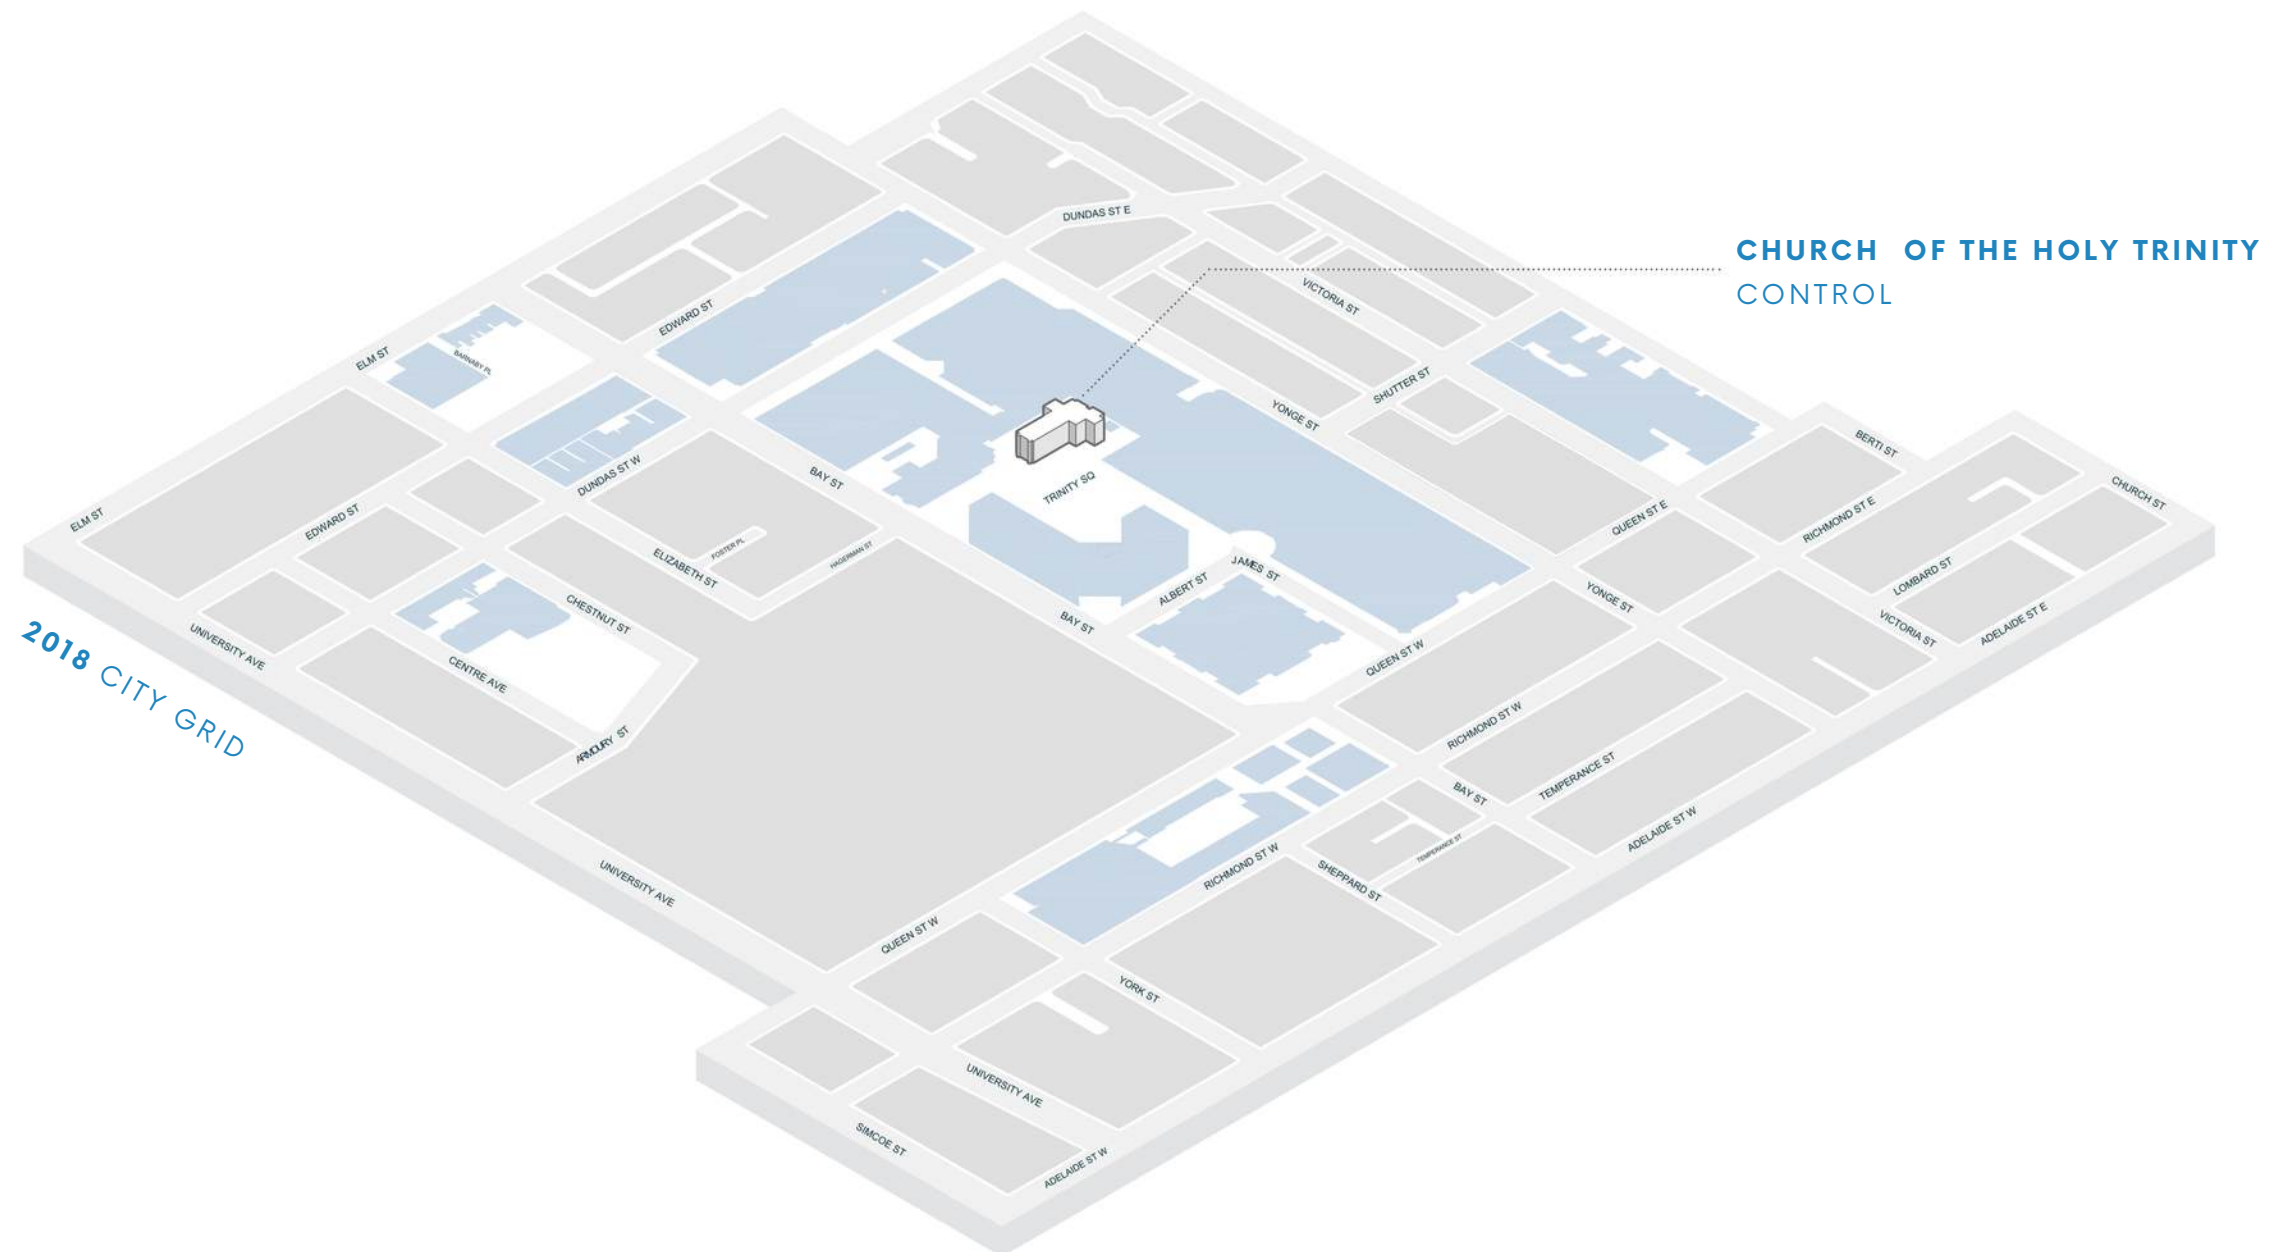 DUNDAS ST E
CHURCH OF THE HOLY TRINITY
CONTROL
VICTORIA ST
EDWARD ST
ELM ST
BARNABY PL
SHUTTER ST
YONGE ST
BERTI ST
DUNDAS ST W
BAY ST
TRINITY SQ
CHURCH ST
ELM ST
EDWARD ST
QUEEN ST E
RICHMOND ST E
FOSTER PL
HAGERMAN ST
ELIZABETH ST
JAMES ST
ALBERT ST
LOMBARD ST
YONGE ST
CHESTNUT ST
BAY ST
VICTORIA ST
ADELAIDE ST E
UNIVERSITY AVE
2018 CITY GRID
CENTRE AVE
QUEEN ST W
ARMOURY ST
RICHMOND ST W
TEMPERANCE ST
BAY ST
ADELAIDE ST W
TEMPERANCE ST
RICHMOND ST W
SHEPPARD ST
UNIVERSITY AVE
QUEEN ST W
YORK ST
UNIVERSITY AVE
SIMCOE ST
ADELAIDE ST W